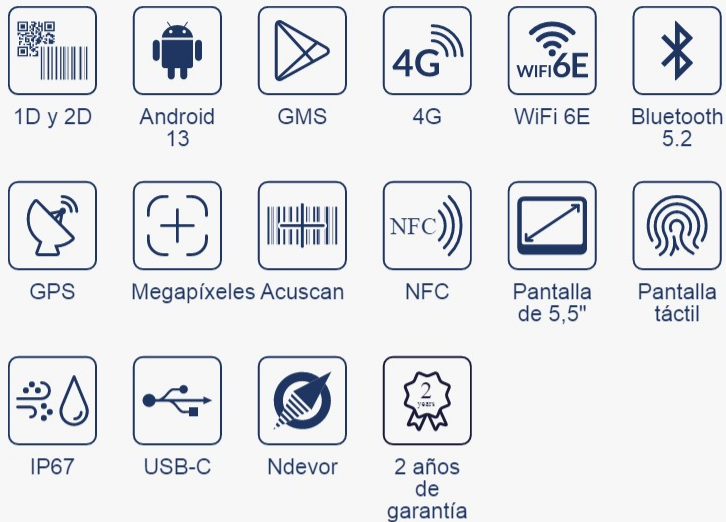 4G
WIFI6E
1D y 2D
Android
13
GMS
4G
WiFi 6E
Bluetooth
5.2
NFC
GPS
Megapíxeles
Acuscan
NFC
Pantalla
de 5,5"
Pantalla
táctil
2
years
IP67
USB-C
Ndevor
2 años
de
garantía